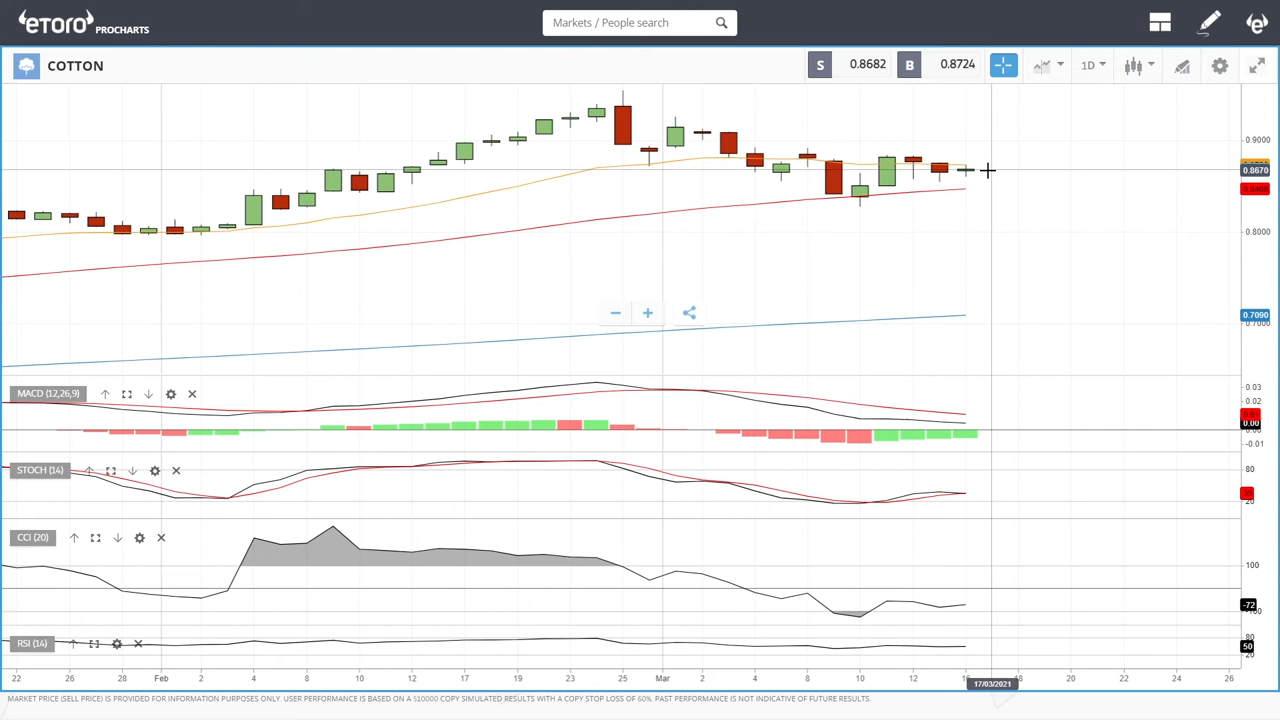 eTORO PROCHARTS
Markets / People search
COTTON
S 0.8682 B 0.8724
1D
0.9000
0.8670
0.8000
0.7090
0.7000
MACD (12,26,9)
0.03
0.02
0.00
-0.01
STOCH (14)
80
20
CCI (20)
100
-72
RSI (14)
80
50
20
22 26 28 Feb 2 4 8 10 12 17 19 23 25 Mar 2 4 8 10 12 16 18 20 22 24 26
17/03/2021
MARKET PRICE (SELL PRICE) IS PROVIDED FOR INFORMATION PURPOSES ONLY. USER PERFORMANCE IS BASED ON A $10000 COPY SIMULATED RESULTS WITH A COPY STOP LOSS OF 60%. PAST PERFORMANCE IS NOT INDICATIVE OF FUTURE RESULTS.